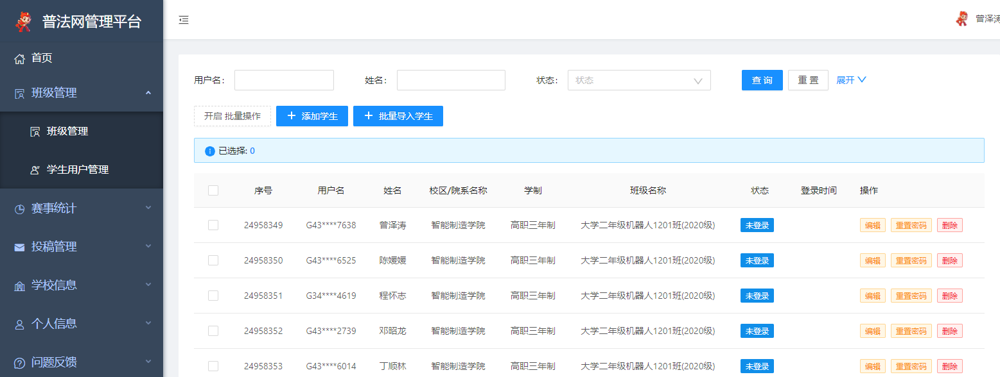 普法网管理平台
曾泽涛
首页
班级管理
班级管理
学生用户管理
赛事统计
投稿管理
学校信息
个人信息
问题反馈
用户名: 姓名: 状态: 状态 查 询 重 置 展开
开启 批量操作 + 添加学生 + 批量导入学生
已选择: 0
序号 用户名 姓名 校区/院系名称 学制 班级名称 状态 登录时间 操作
24958349 G43****7638 曾泽涛 智能制造学院 高职三年制 大学二年级机器人1201班(2020级) 未登录 编辑 重置密码 删除
24958350 G43****6525 陈媛媛 智能制造学院 高职三年制 大学二年级机器人1201班(2020级) 未登录 编辑 重置密码 删除
24958351 G34****4619 程怀志 智能制造学院 高职三年制 大学二年级机器人1201班(2020级) 未登录 编辑 重置密码 删除
24958352 G43****2739 邓昭龙 智能制造学院 高职三年制 大学二年级机器人1201班(2020级) 未登录 编辑 重置密码 删除
24958353 G43****6014 丁顺林 智能制造学院 高职三年制 大学二年级机器人1201班(2020级) 未登录 编辑 重置密码 删除